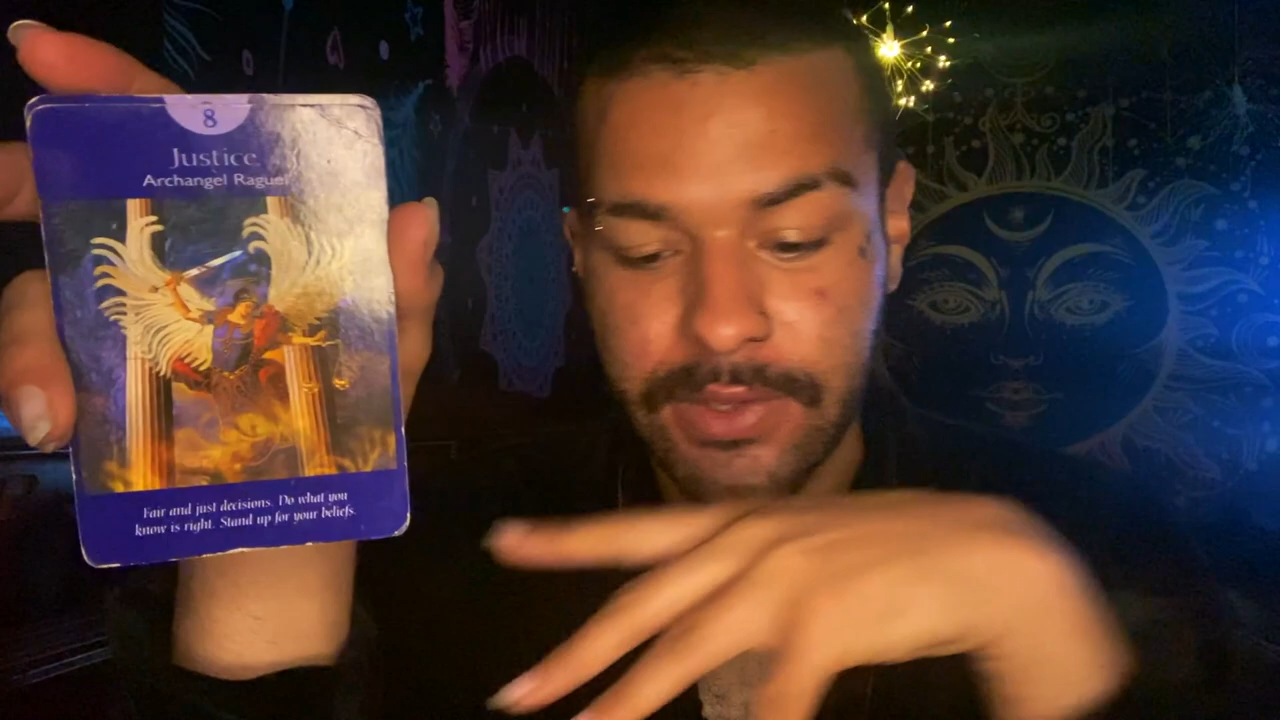 8
Justice
Archangel Raguel
Fair and just decisions. Do what you
know is right. Stand up for your beliefs.